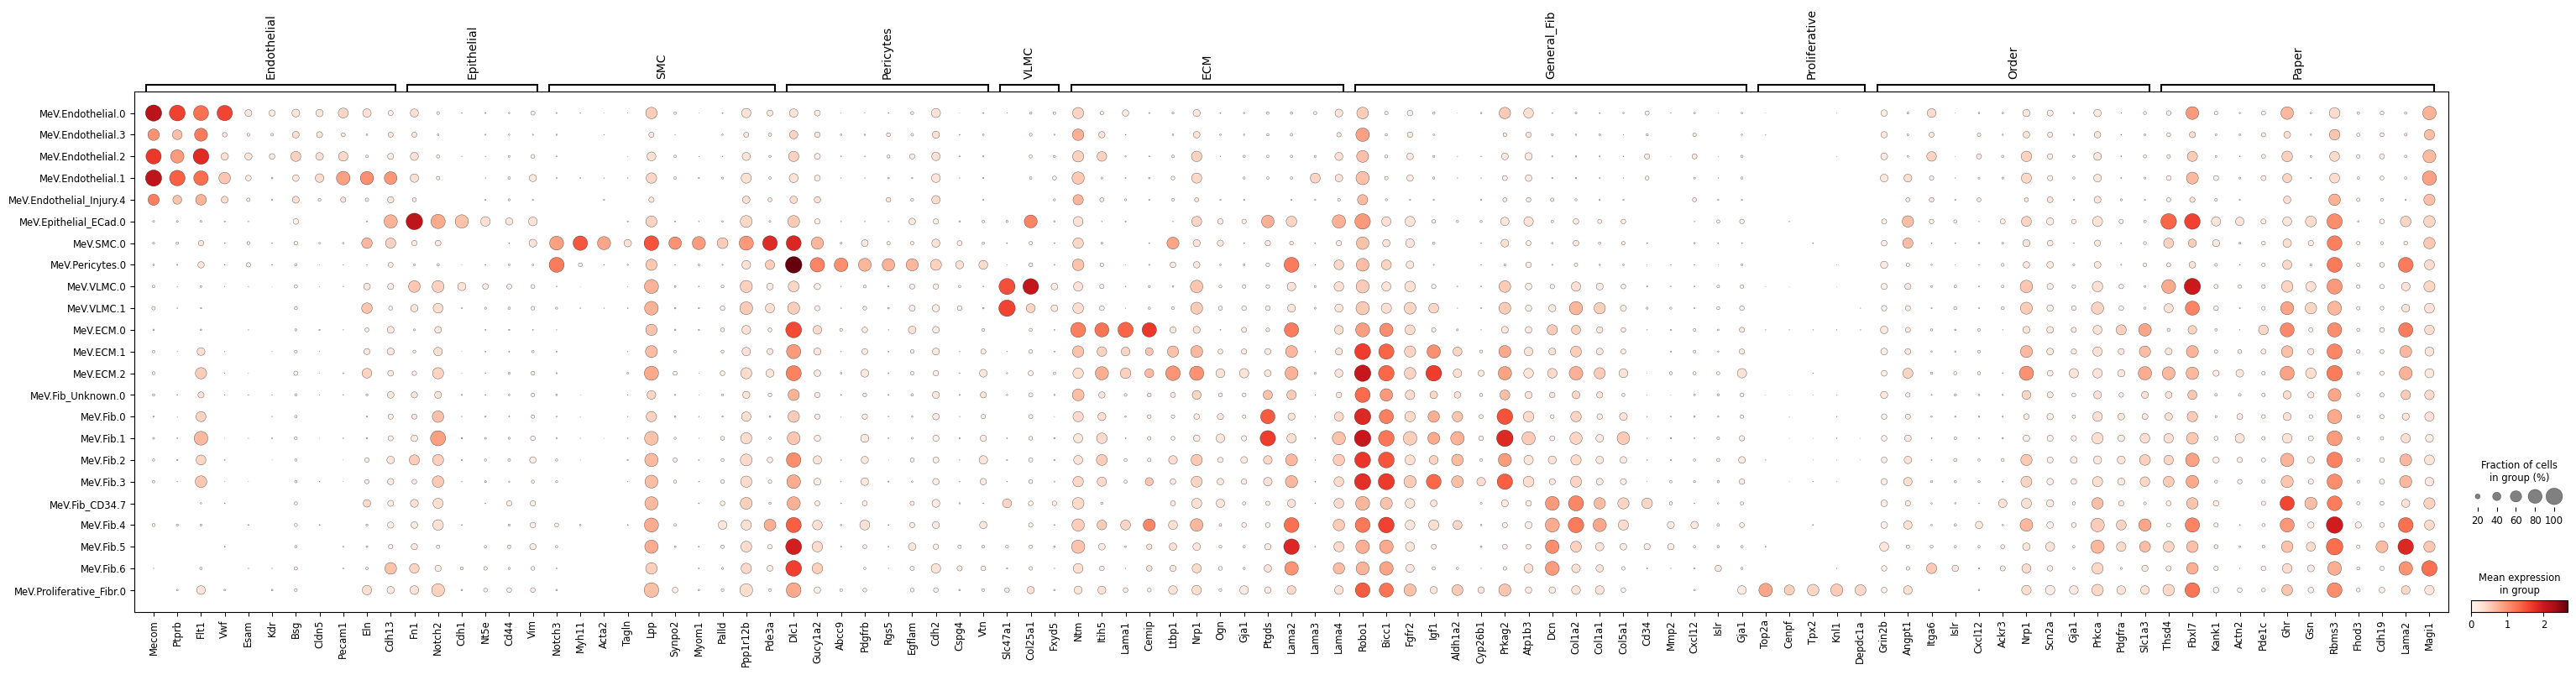 Endothelial
Epithelial
SMC
Pericytes
VLMC
ECM
General_Fib
Proliferative
Order
Paper
MeV.Endothelial.0
MeV.Endothelial.3
MeV.Endothelial.2
MeV.Endothelial.1
MeV.Endothelial_Injury.4
MeV.Epithelial_ECad.0
MeV.SMC.0
MeV.Pericytes.0
MeV.VLMC.0
MeV.VLMC.1
MeV.ECM.0
MeV.ECM.1
MeV.ECM.2
MeV.Fib_Unknown.0
MeV.Fib.0
MeV.Fib.1
MeV.Fib.2
MeV.Fib.3
MeV.Fib_CD34.7
MeV.Fib.4
MeV.Fib.5
MeV.Fib.6
MeV.Proliferative_Fibr.0
Mecom
Ptprb
Flt1
Vwf
Esam
Kdr
Bsg
Cldn5
Pecam1
Eln
Cdh13
Fn1
Notch2
Cdh1
Nt5e
Cd44
Vim
Notch3
Myh11
Acta2
Tagln
Lpp
Synpo2
Myom1
Palld
Ppp1r12b
Pde3a
Dlc1
Gucy1a2
Abcc9
Pdgfrb
Rgs5
Egflam
Cdh2
Cspg4
Vtn
Slc47a1
Col25a1
Fxyd5
Ntm
Itih5
Lama1
Cemip
Ltbp1
Nrp1
Ogn
Gja1
Ptgds
Lama2
Lama3
Lama4
Robo1
Bicc1
Fgfr2
Igf1
Aldh1a2
Cyp26b1
Prkag2
Atp1b3
Dcn
Col1a2
Col1a1
Col5a1
Cd34
Mmp2
Cxcl12
Islr
Gja1
Top2a
Cenpf
Tpx2
Knl1
Depdc1a
Grin2b
Angpt1
Itga6
Islr
Cxcl12
Ackr3
Nrp1
Scn2a
Gja1
Prkca
Pdgfra
Slc1a3
Thsd4
Fbxl7
Kank1
Actn2
Pde1c
Ghr
Gsn
Rbms3
Fhod3
Cdh19
Lama2
Magi1
Fraction of cells
in group (%)
20 40 60 80 100
Mean expression
in group
0 1 2